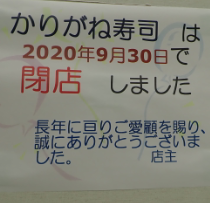 かりがね寿司 は
2020年9月30日で
閉店 しました
長年に亘りご愛顧を賜り、
誠にありがとうございま
した。 店主